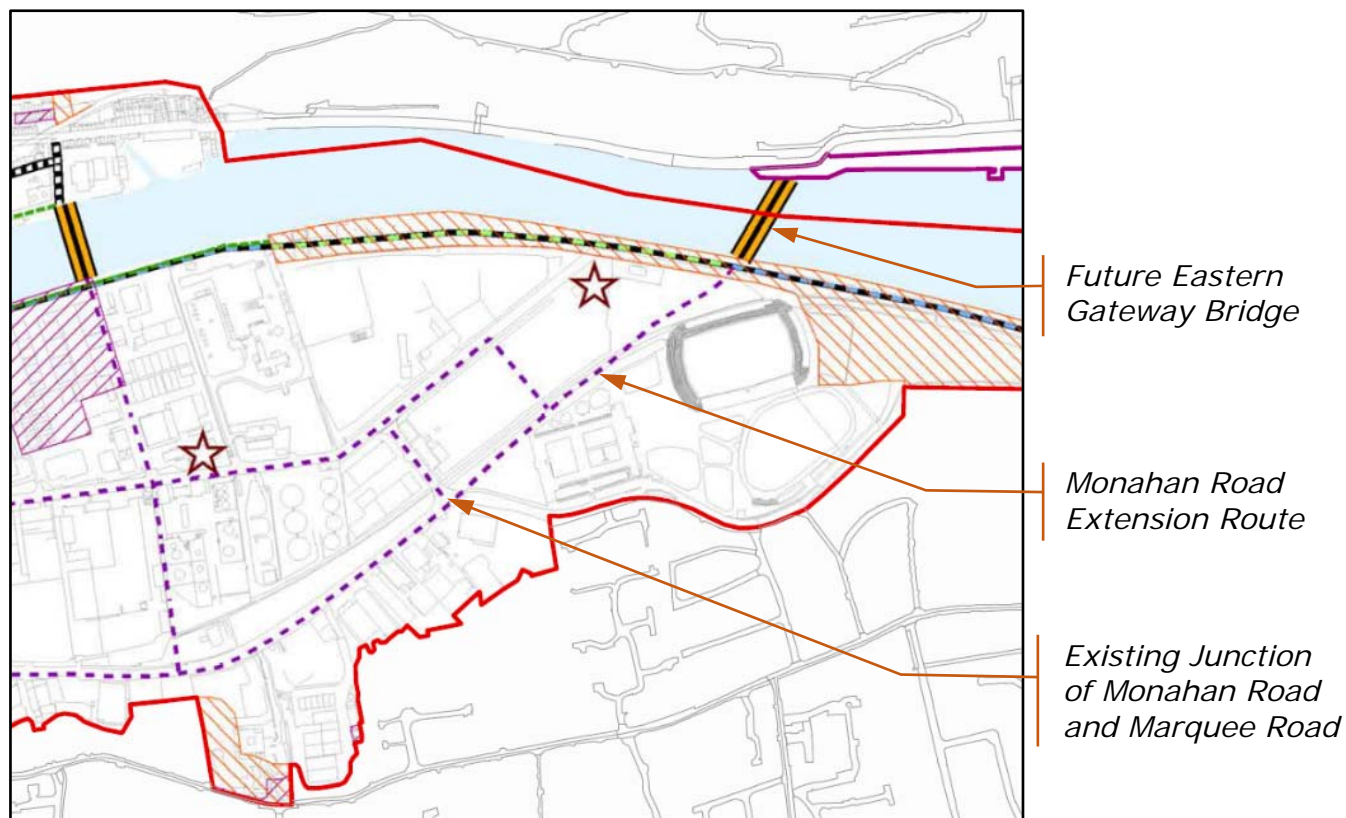 Future Eastern
Gateway Bridge
Monahan Road
Extension Route
Existing Junction
of Monahan Road
and Marquee Road